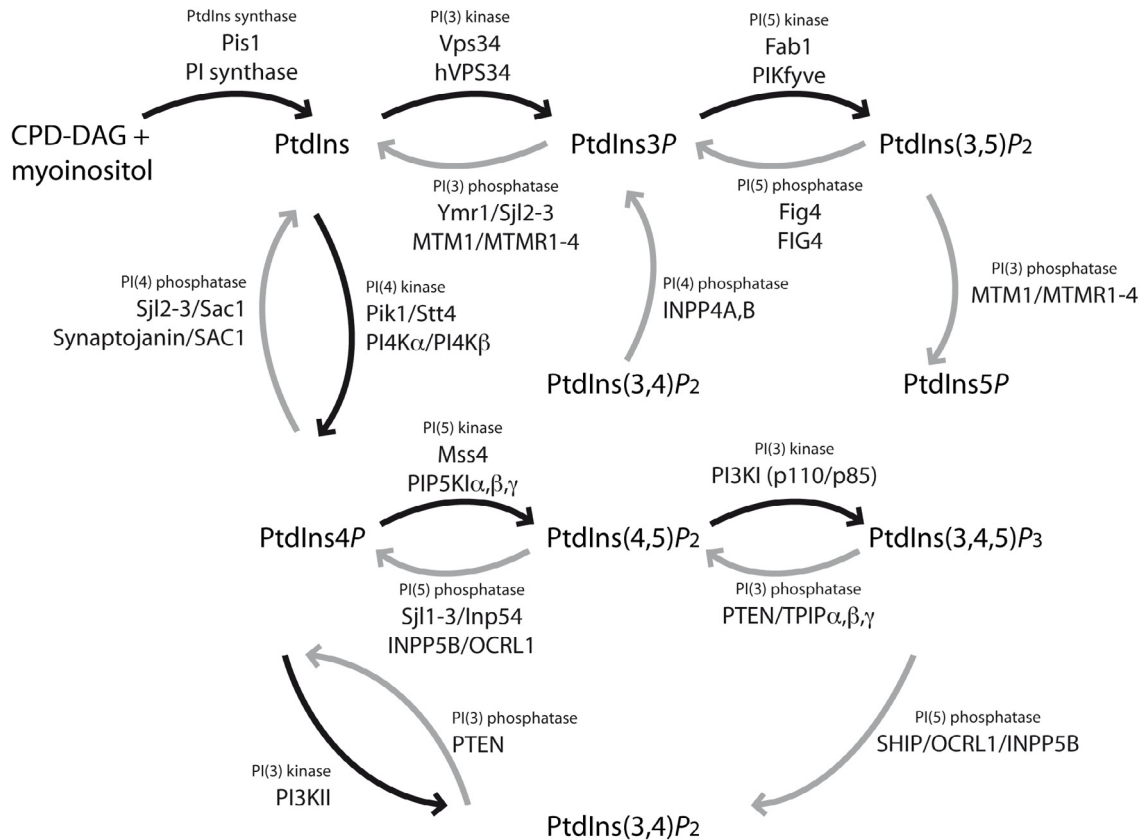 PtdIns synthase
Pis1
PI synthase
PI(3) kinase
Vps34
hVPS34
PI(5) kinase
Fab1
PIKfyve
CPD-DAG +
myoinositol
PtdIns
PtdIns3P
PtdIns(3,5)P2
PI(3) phosphatase
Ymr1/Sjl2-3
MTM1/MTMR1-4
PI(5) phosphatase
Fig4
FIG4
PI(4) phosphatase
Sjl2-3/Sac1
Synaptojanin/SAC1
PI(4) kinase
Pik1/Stt4
PI4Kα/PI4Kβ
PI(4) phosphatase
INPP4A,B
PI(3) phosphatase
MTM1/MTMR1-4
PtdIns(3,4)P2
PtdIns5P
PI(5) kinase
Mss4
PIP5KIα,β,γ
PI(3) kinase
PI3KI (p110/p85)
PtdIns4P
PtdIns(4,5)P2
PtdIns(3,4,5)P3
PI(5) phosphatase
Sjl1-3/Inp54
INPP5B/OCRL1
PI(3) phosphatase
PTEN/TPIPα,β,γ
PI(3) phosphatase
PTEN
PI(5) phosphatase
SHIP/OCRL1/INPP5B
PI(3) kinase
PI3KII
PtdIns(3,4)P2